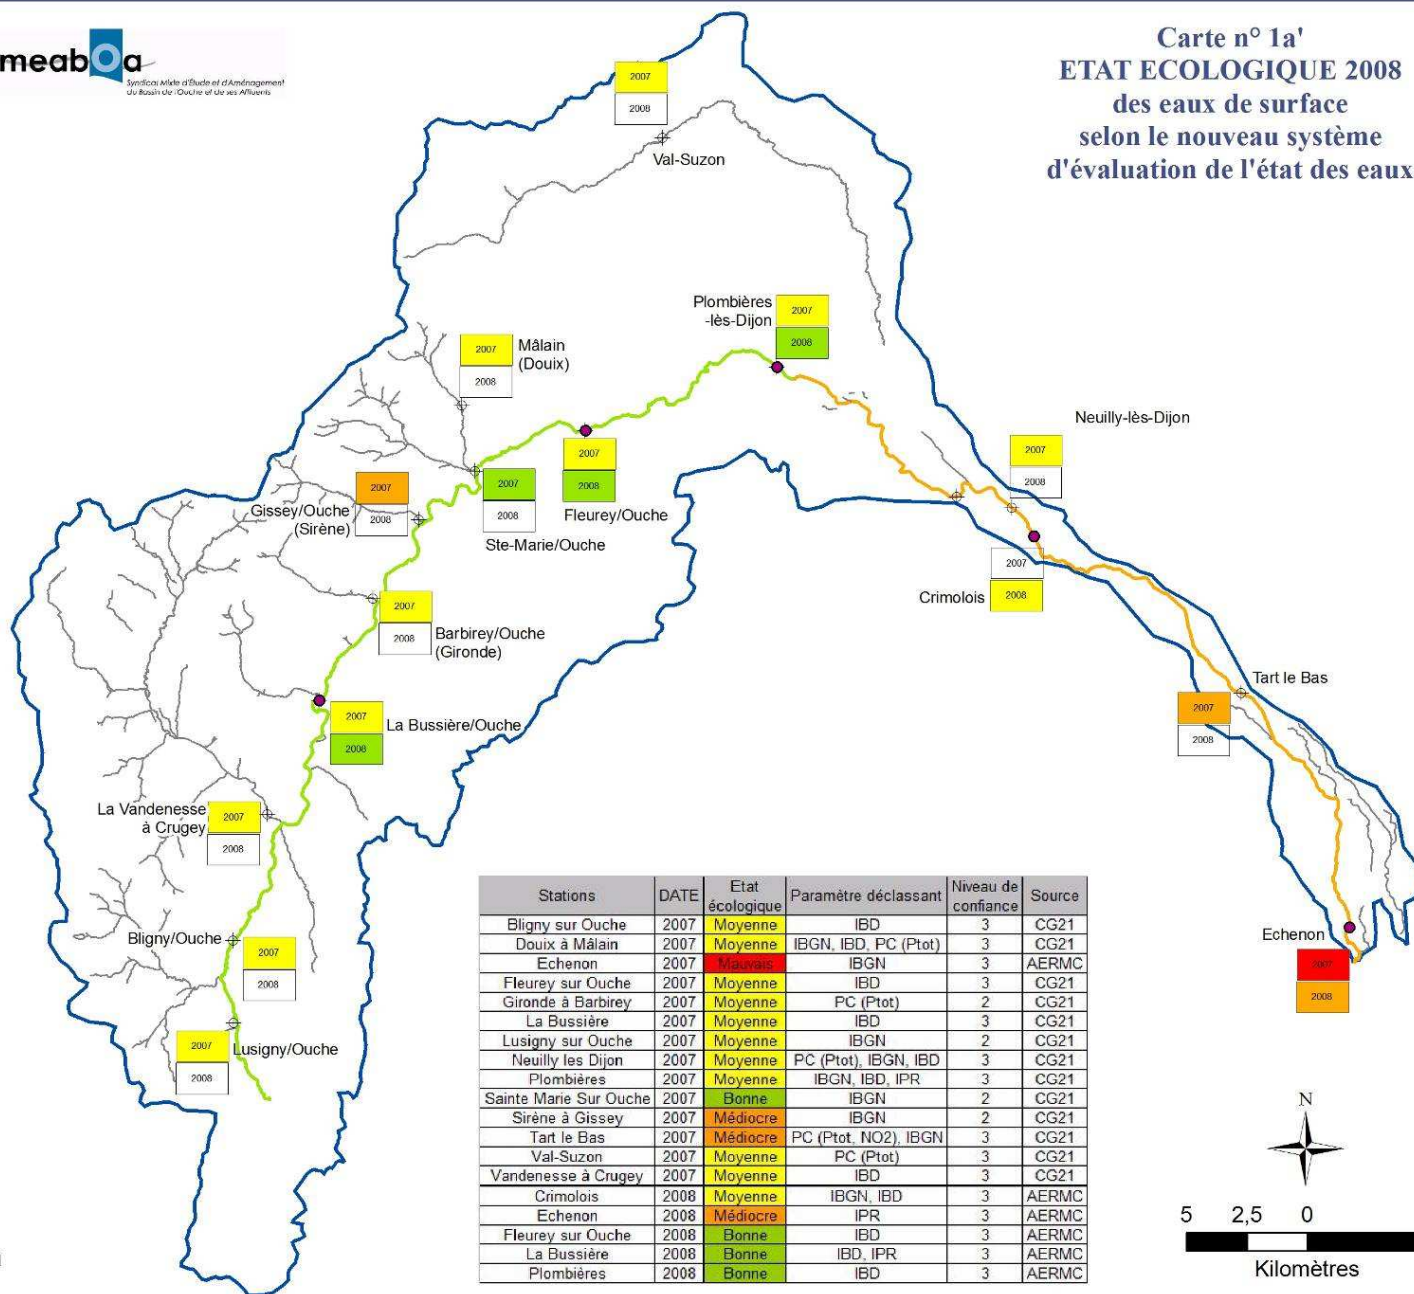 meaboa
Syndicat Mixte d'Étude et d'Aménagement
du Bassin de l'Ouche et de ses Affluents
Carte n° 1a'
ETAT ECOLOGIQUE 2008
des eaux de surface
selon le nouveau système
d'évaluation de l'état des eaux
2007
2008
Val-Suzon
Plombières
-lès-Dijon
2007
2008
2007
2008
Mâlain
(Douix)
Neuilly-lès-Dijon
2007
2008
2007
2008
Gissey/Ouche
(Sirène)
2007
2008
Ste-Marie/Ouche
2007
2008
Fleurey/Ouche
2007
2008
Crimolois
2007
2008
Barbirey/Ouche
(Gironde)
Tart le Bas
2007
2008
2007
2008
La Bussière/Ouche
La Vandenesse
à Crugey
2007
2008
Bligny/Ouche
2007
2008
Echenon
2007
2008
2007
2008
Lusigny/Ouche
Stations DATE Etat écologique Paramètre déclassant Niveau de confiance Source
Bligny sur Ouche 2007 Moyenne IBD 3 CG21
Douix à Mâlain 2007 Moyenne IBGN, IBD, PC (Ptot) 3 CG21
Echenon 2007 Mauvais IBGN 3 AERMC
Fleurey sur Ouche 2007 Moyenne IBD 3 CG21
Gironde à Barbirey 2007 Moyenne PC (Ptot) 2 CG21
La Bussière 2007 Moyenne IBD 3 CG21
Lusigny sur Ouche 2007 Moyenne IBGN 2 CG21
Neuilly les Dijon 2007 Moyenne PC (Ptot), IBGN, IBD 3 CG21
Plombières 2007 Moyenne IBGN, IBD, IPR 3 CG21
Sainte Marie Sur Ouche 2007 Bonne IBGN 2 CG21
Sirène à Gissey 2007 Médiocre IBGN 2 CG21
Tart le Bas 2007 Médiocre PC (Ptot, NO2), IBGN 3 CG21
Val-Suzon 2007 Moyenne PC (Ptot) 3 CG21
Vandenesse à Crugey 2007 Moyenne IBD 3 CG21
Crimolois 2008 Moyenne IBGN, IBD 3 AERMC
Echenon 2008 Médiocre IPR 3 AERMC
Fleurey sur Ouche 2008 Bonne IBD 3 AERMC
La Bussière 2008 Bonne IBD, IPR 3 AERMC
Plombières 2008 Bonne IBD 3 AERMC
N
5 2,5 0
Kilomètres